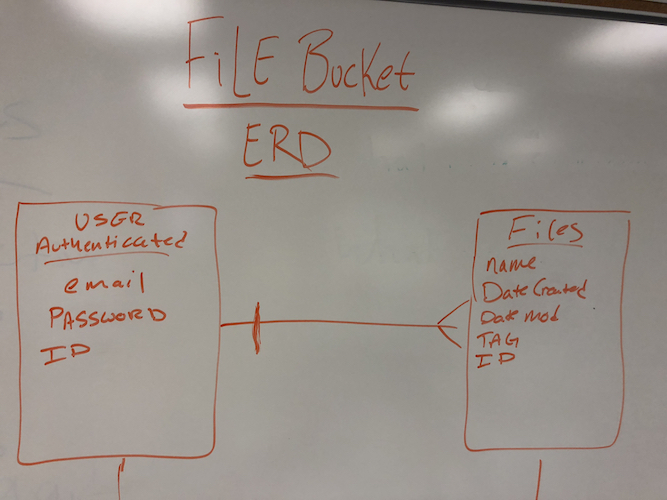 FiLE Bucket
ERD
USER
Authenticated
email
PASSWORD
ID
Files
name
Date Created
Date mod
TAG
ID